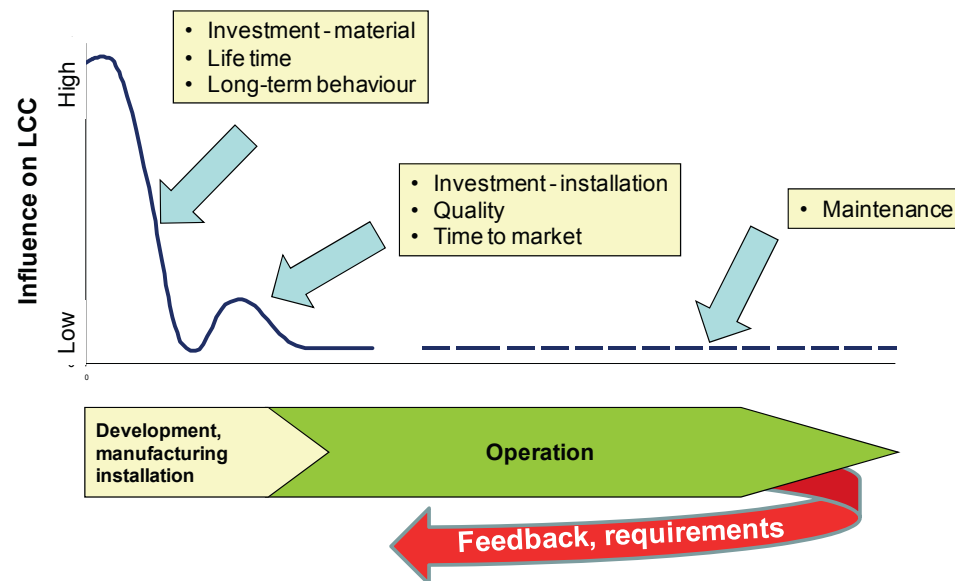 Influence on LCC
High
Low
0
• Investment - material
• Life time
• Long-term behaviour
• Investment - installation
• Quality
• Time to market
• Maintenance
Development,
manufacturing
installation
Operation
Feedback, requirements